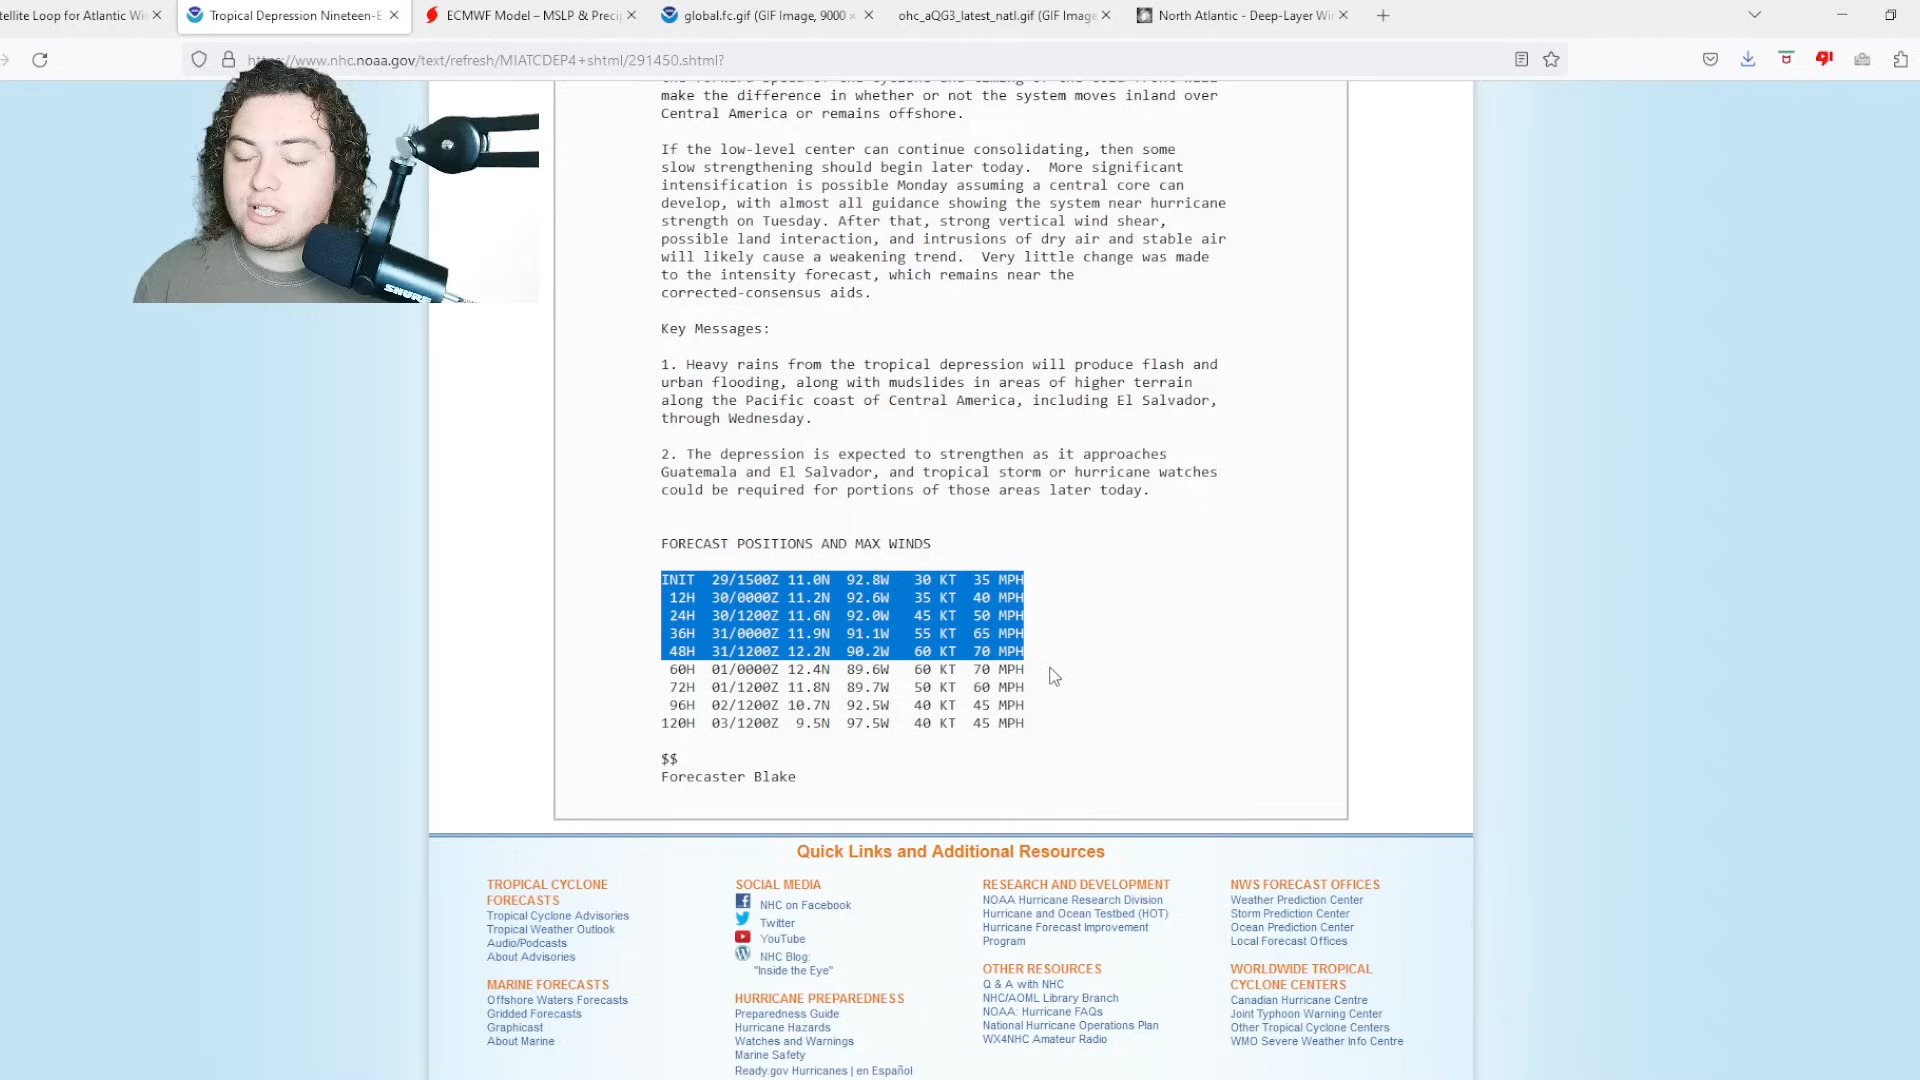 tellite Loop for Atlantic Wi
Tropical Depression Nineteen-E
ECMWF Model – MSLP & Preci
global.fc.gif (GIF Image, 9000 ×
ohc_aQG3_latest_natl.gif (GIF Image
North Atlantic - Deep-Layer Wi
https://www.nhc.noaa.gov/text/refresh/MIATCDEP4+shtml/291450.shtml?
make the difference in whether or not the system moves inland over
Central America or remains offshore.
If the low-level center can continue consolidating, then some
slow strengthening should begin later today. More significant
intensification is possible Monday assuming a central core can
develop, with almost all guidance showing the system near hurricane
strength on Tuesday. After that, strong vertical wind shear,
possible land interaction, and intrusions of dry air and stable air
will likely cause a weakening trend. Very little change was made
to the intensity forecast, which remains near the
corrected-consensus aids.
Key Messages:
1. Heavy rains from the tropical depression will produce flash and
urban flooding, along with mudslides in areas of higher terrain
along the Pacific coast of Central America, including El Salvador,
through Wednesday.
2. The depression is expected to strengthen as it approaches
Guatemala and El Salvador, and tropical storm or hurricane watches
could be required for portions of those areas later today.
FORECAST POSITIONS AND MAX WINDS
INIT 29/1500Z 11.0N 92.8W 30 KT 35 MPH
12H 30/0000Z 11.2N 92.6W 35 KT 40 MPH
24H 30/1200Z 11.6N 92.0W 45 KT 50 MPH
36H 31/0000Z 11.9N 91.1W 55 KT 65 MPH
48H 31/1200Z 12.2N 90.2W 60 KT 70 MPH
60H 01/0000Z 12.4N 89.6W 60 KT 70 MPH
72H 01/1200Z 11.8N 89.7W 50 KT 60 MPH
96H 02/1200Z 10.7N 92.5W 40 KT 45 MPH
120H 03/1200Z 9.5N 97.5W 40 KT 45 MPH
$$
Forecaster Blake
SHURE
Quick Links and Additional Resources
TROPICAL CYCLONE
FORECASTS
Tropical Cyclone Advisories
Tropical Weather Outlook
Audio/Podcasts
About Advisories
MARINE FORECASTS
Offshore Waters Forecasts
Gridded Forecasts
Graphicast
About Marine
SOCIAL MEDIA
NHC on Facebook
Twitter
YouTube
NHC Blog:
"Inside the Eye"
HURRICANE PREPAREDNESS
Preparedness Guide
Hurricane Hazards
Watches and Warnings
Marine Safety
Ready.gov Hurricanes | en Español
RESEARCH AND DEVELOPMENT
NOAA Hurricane Research Division
Hurricane and Ocean Testbed (HOT)
Hurricane Forecast Improvement
Program
OTHER RESOURCES
Q & A with NHC
NHC/AOML Library Branch
NOAA: Hurricane FAQs
National Hurricane Operations Plan
WX4NHC Amateur Radio
NWS FORECAST OFFICES
Weather Prediction Center
Storm Prediction Center
Ocean Prediction Center
Local Forecast Offices
WORLDWIDE TROPICAL
CYCLONE CENTERS
Canadian Hurricane Centre
Joint Typhoon Warning Center
Other Tropical Cyclone Centers
WMO Severe Weather Info Centre